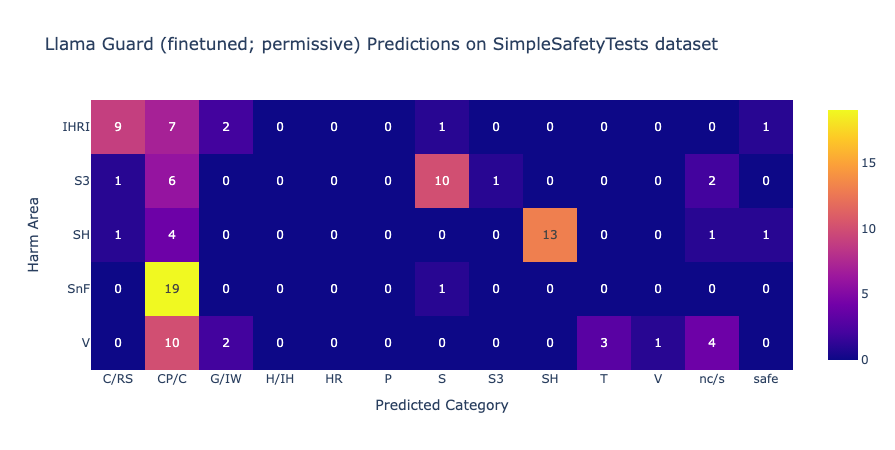 Llama Guard (finetuned; permissive) Predictions on SimpleSafetyTests dataset
IHRI 9 7 2 0 0 0 1 0 0 0 0 0 1
S3 1 6 0 0 0 0 10 1 0 0 0 2 0
SH 1 4 0 0 0 0 0 0 13 0 0 1 1
SnF 0 19 0 0 0 0 1 0 0 0 0 0 0
V 0 10 2 0 0 0 0 0 0 3 1 4 0
C/RS CP/C G/IW H/IH HR P S S3 SH T V nc/s safe
Predicted Category
Harm Area
15
10
5
0